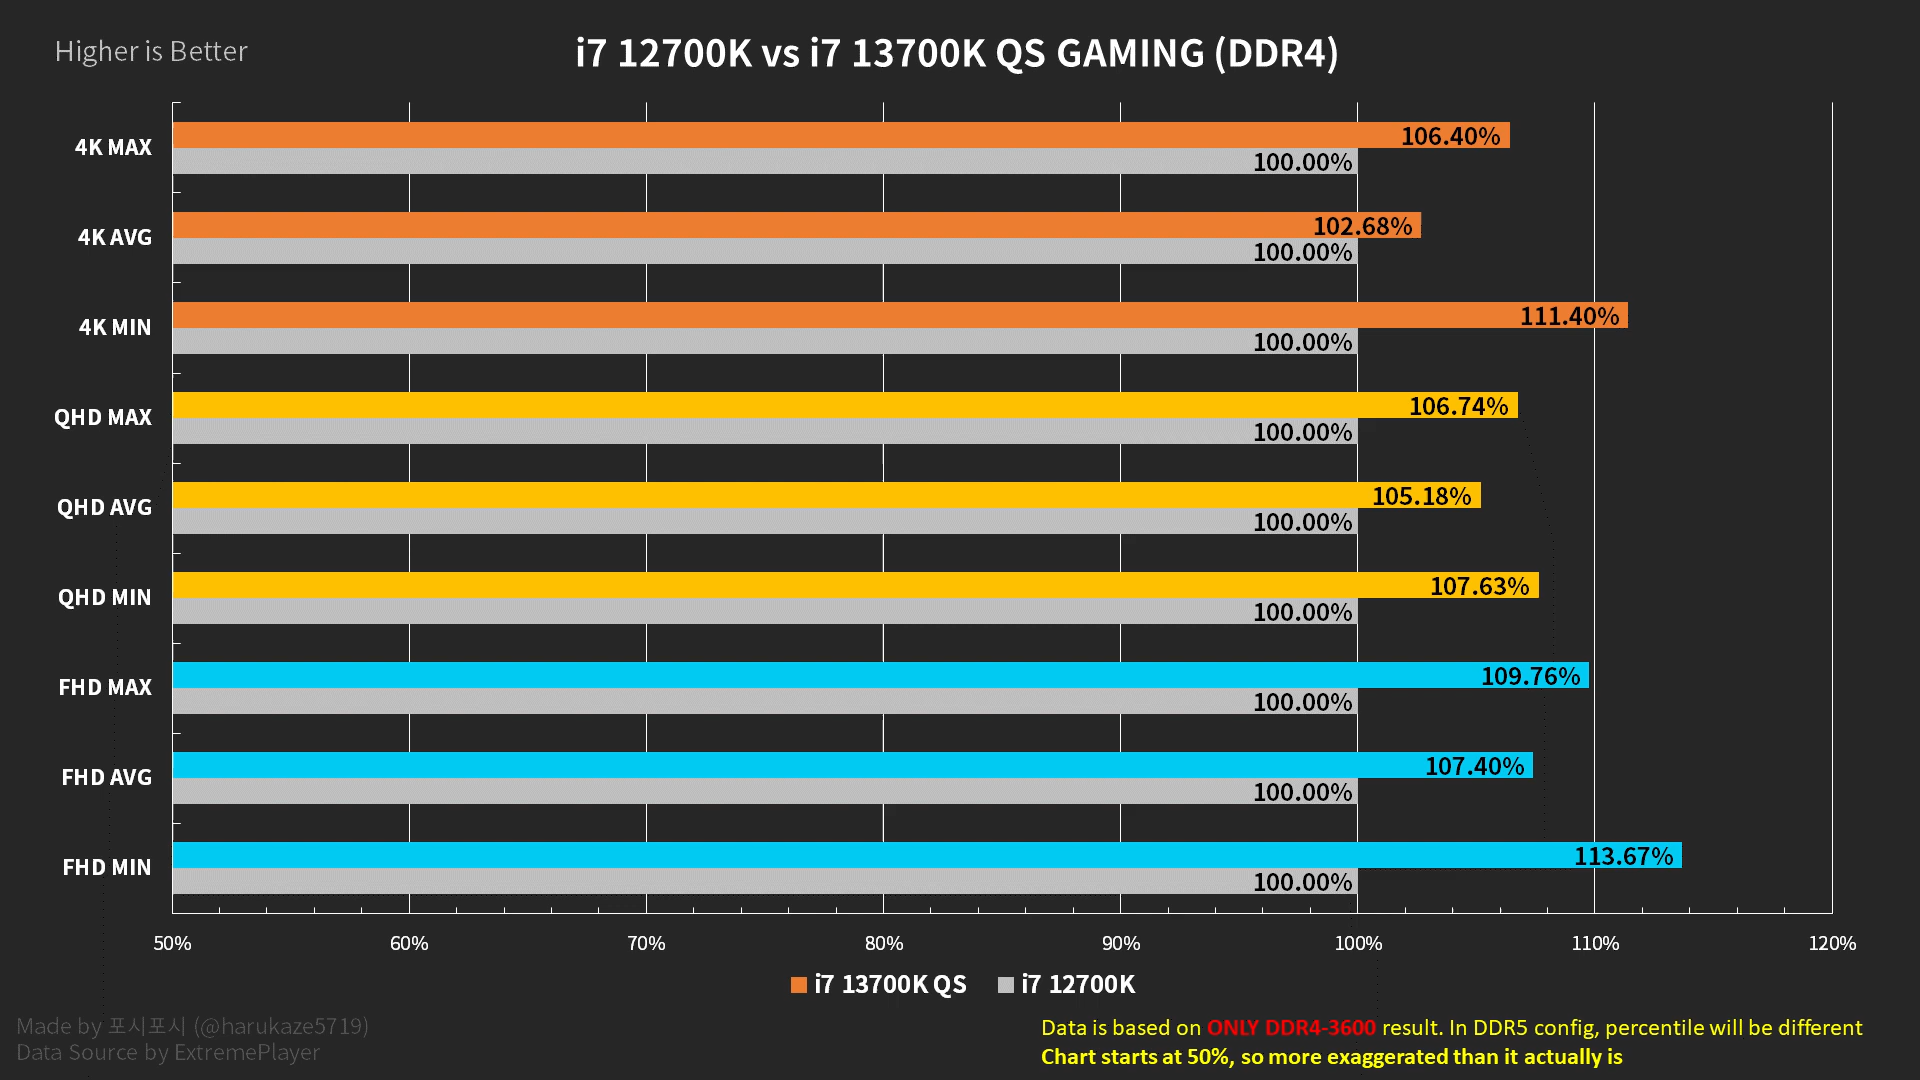 Higher is Better
i7 12700K vs i7 13700K QS GAMING (DDR4)
4K MAX
106.40%
100.00%
4K AVG
102.68%
100.00%
4K MIN
111.40%
100.00%
QHD MAX
106.74%
100.00%
QHD AVG
105.18%
100.00%
QHD MIN
107.63%
100.00%
FHD MAX
109.76%
100.00%
FHD AVG
107.40%
100.00%
FHD MIN
113.67%
100.00%
50% 60% 70% 80% 90% 100% 110% 120%
i7 13700K QS i7 12700K
Made by 포시포시 (@harukaze5719)
Data Source by ExtremePlayer
Data is based on ONLY DDR4-3600 result. In DDR5 config, percentile will be different
Chart starts at 50%, so more exaggerated than it actually is